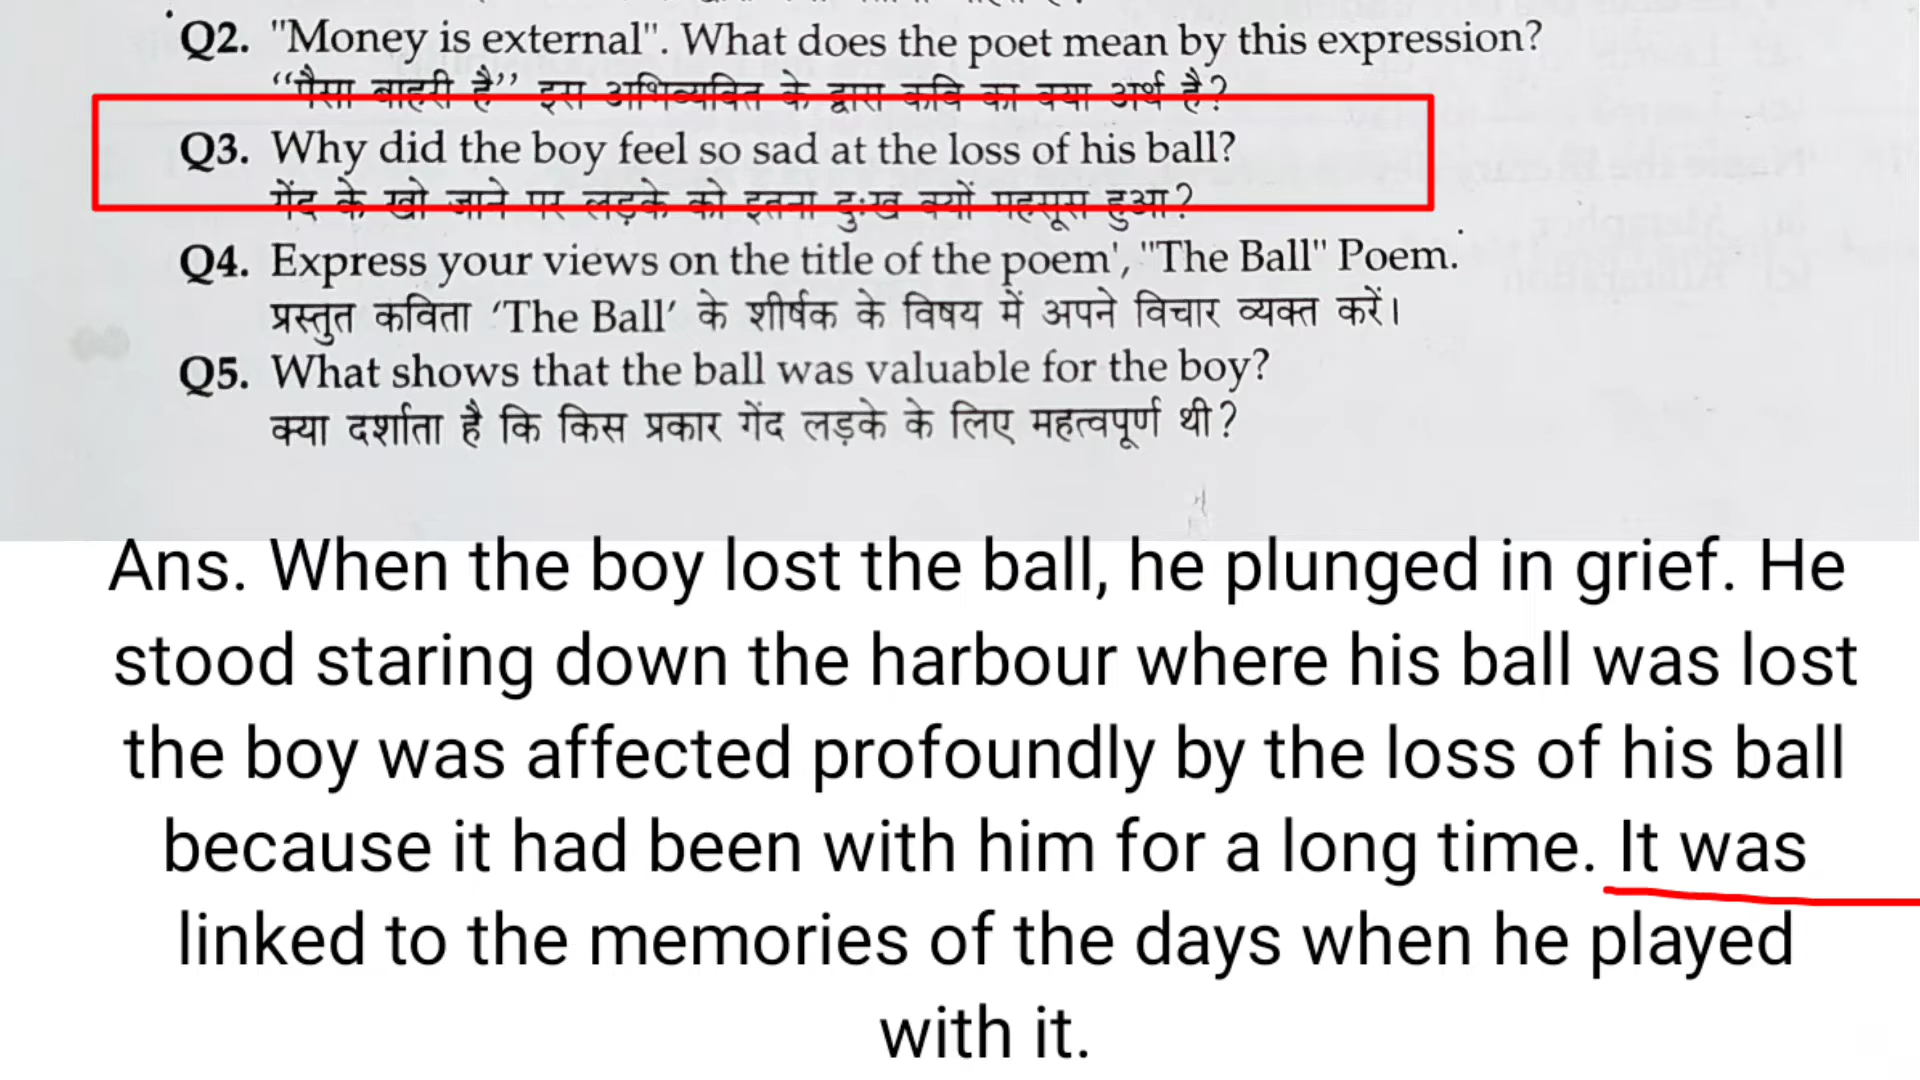 Q2. "Money is external". What does the poet mean by this expression?
“पैसा बाहरी है” इस अभिव्यक्ति के द्वारा कवि का क्या अर्थ है?
Q3. Why did the boy feel so sad at the loss of his ball?
गेंद के खो जाने पर लड़के को इतना दुःख क्यों महसूस हुआ?
Q4. Express your views on the title of the poem', "The Ball" Poem.
प्रस्तुत कविता ‘The Ball’ के शीर्षक के विषय में अपने विचार व्यक्त करें।
Q5. What shows that the ball was valuable for the boy?
क्या दर्शाता है कि किस प्रकार गेंद लड़के के लिए महत्वपूर्ण थी?
Ans. When the boy lost the ball, he plunged in grief. He
stood staring down the harbour where his ball was lost
the boy was affected profoundly by the loss of his ball
because it had been with him for a long time. It was
linked to the memories of the days when he played
with it.